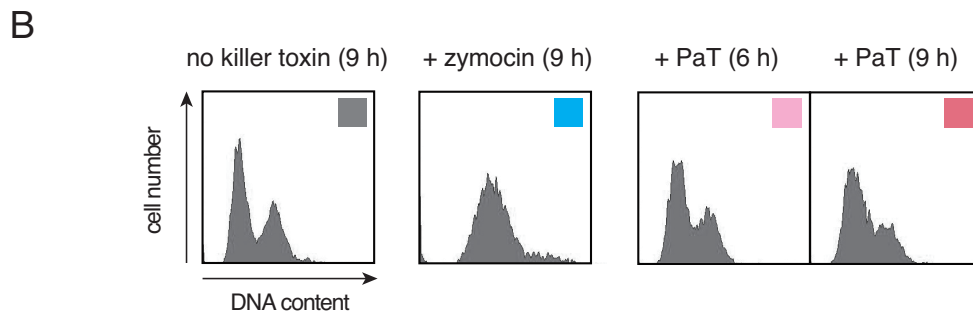 B
no killer toxin (9 h)
+ zymocin (9 h)
+ PaT (6 h)
+ PaT (9 h)
cell number
DNA content